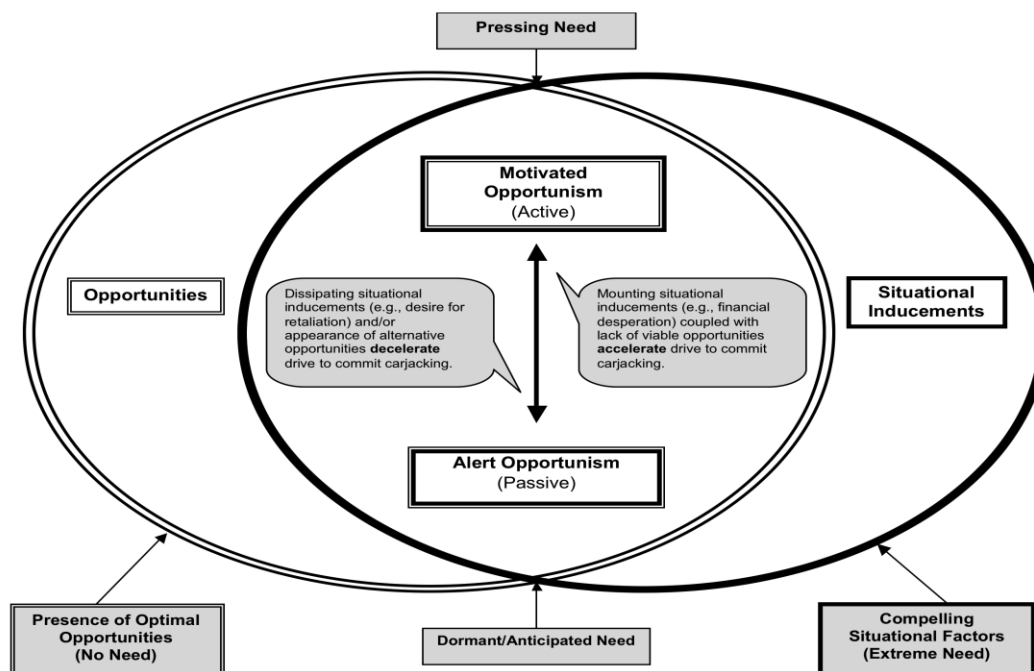 Pressing Need
Motivated
Opportunism
(Active)
Opportunities
Dissipating situational
inducements (e.g., desire for
retaliation) and/or
appearance of alternative
opportunities decelerate
drive to commit carjacking.
Mounting situational
inducements (e.g., financial
desperation) coupled with
lack of viable opportunities
accelerate drive to commit
carjacking.
Situational
Inducements
Alert Opportunism
(Passive)
Presence of Optimal
Opportunities
(No Need)
Dormant/Anticipated Need
Compelling
Situational Factors
(Extreme Need)